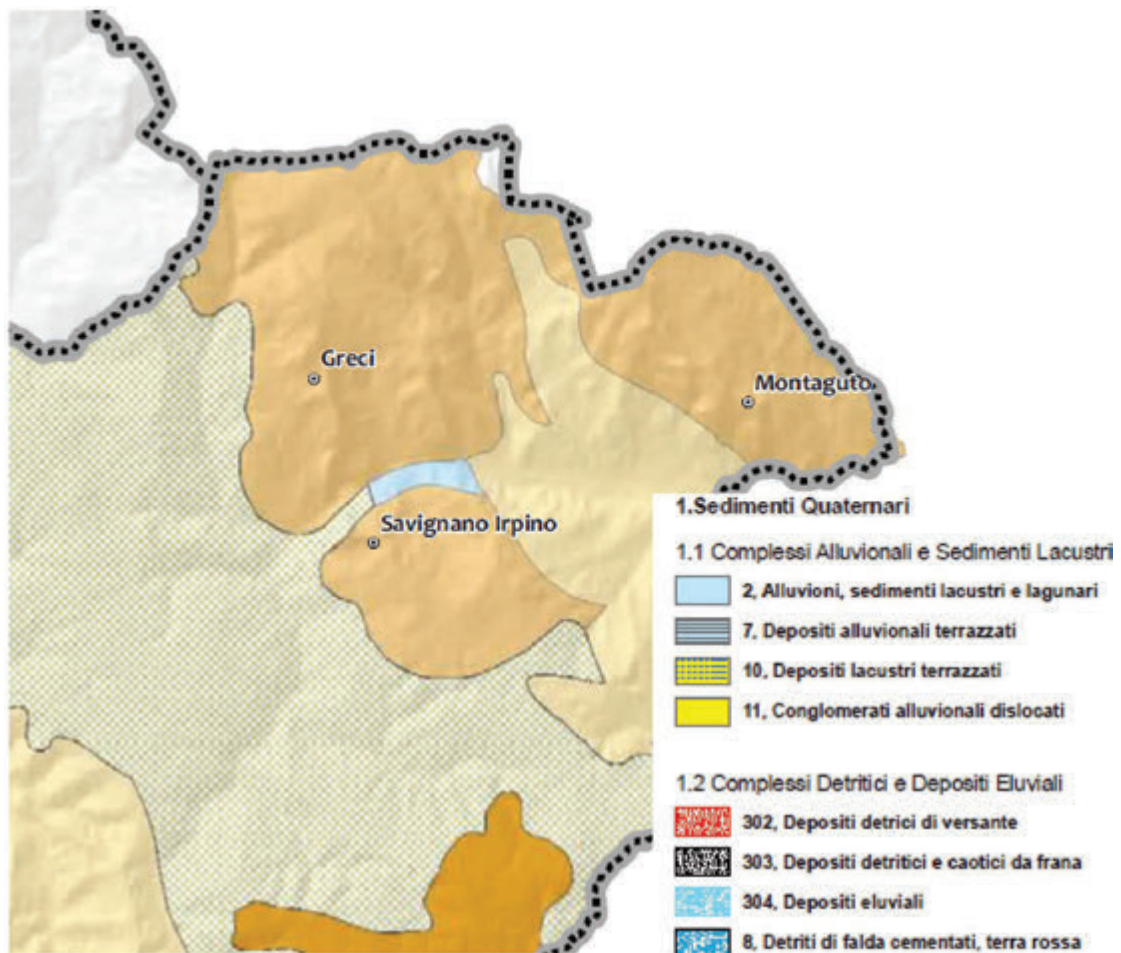 Greci
Montaguto
Savignano Irpino
1.Sedimenti Quaternari
1.1 Complessi Alluvionali e Sedimenti Lacustri
2, Alluvioni, sedimenti lacustri e lagunari
7, Depositi alluvionali terrazzati
10, Depositi lacustri terrazzati
11, Conglomerati alluvionali dislocati
1.2 Complessi Detritici e Depositi Eluviali
302, Depositi detrici di versante
303, Depositi detritici e caotici da frana
304, Depositi eluviali
8, Detriti di falda cementati, terra rossa